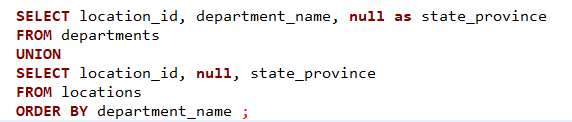 SELECT location_id, department_name, null as state_province
FROM departments
UNION
SELECT location_id, null, state_province
FROM locations
ORDER BY department_name ;